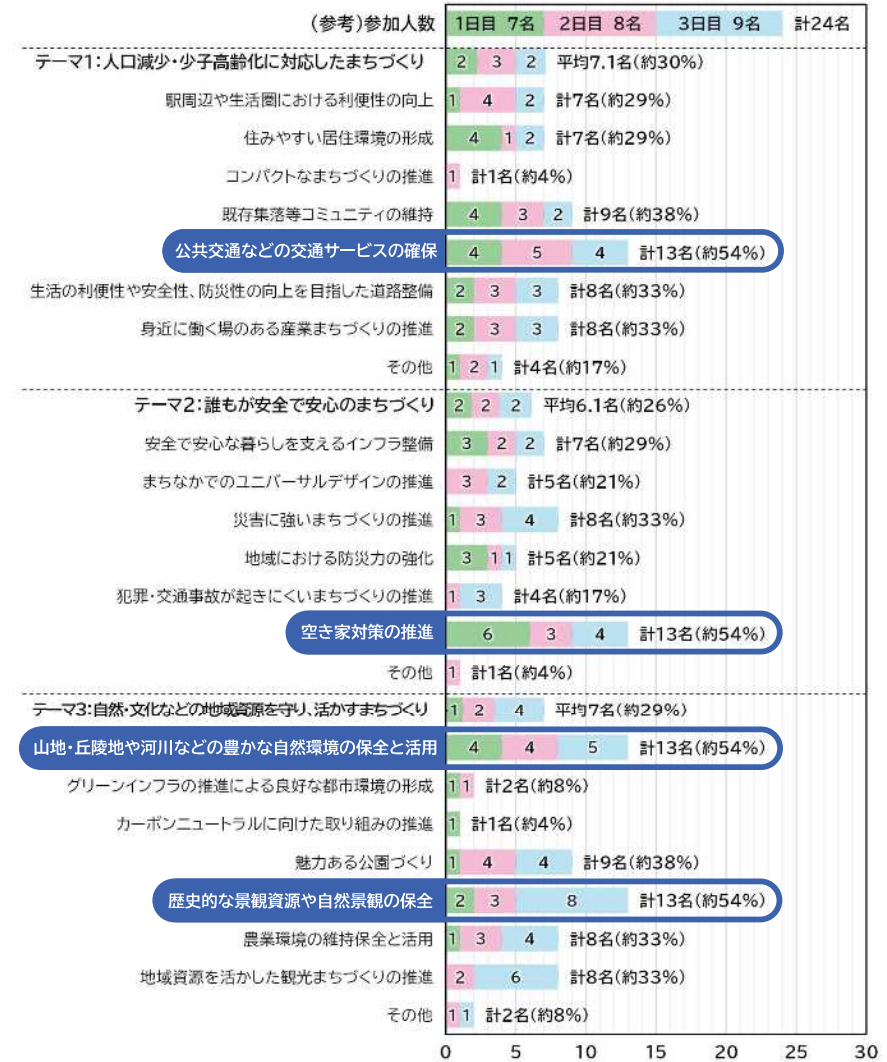 (参考)参加人数 1日目 7名 2日目 8名 3日目 9名 計24名
テーマ1:人口減少・少子高齢化に対応したまちづくり 2 3 2 平均7.1名(約30%)
駅周辺や生活圏における利便性の向上 1 4 2 計7名(約29%)
住みやすい居住環境の形成 4 1 2 計7名(約29%)
コンパクトなまちづくりの推進 1 計1名(約4%)
既存集落等コミュニティの維持 4 3 2 計9名(約38%)
公共交通などの交通サービスの確保 4 5 4 計13名(約54%)
生活の利便性や安全性、防災性の向上を目指した道路整備 2 3 3 計8名(約33%)
身近に働く場のある産業まちづくりの推進 2 3 3 計8名(約33%)
その他 1 2 1 計4名(約17%)
テーマ2:誰もが安全で安心のまちづくり 2 2 2 平均6.1名(約26%)
安全で安心な暮らしを支えるインフラ整備 3 2 2 計7名(約29%)
まちなかでのユニバーサルデザインの推進 3 2 計5名(約21%)
災害に強いまちづくりの推進 1 3 4 計8名(約33%)
地域における防災力の強化 3 1 1 計5名(約21%)
犯罪・交通事故が起きにくいまちづくりの推進 1 3 計4名(約17%)
空き家対策の推進 6 3 4 計13名(約54%)
その他 1 計1名(約4%)
テーマ3:自然・文化などの地域資源を守り、活かすまちづくり 1 2 4 平均7名(約29%)
山地・丘陵地や河川などの豊かな自然環境の保全と活用 4 4 5 計13名(約54%)
グリーンインフラの推進による良好な都市環境の形成 1 1 計2名(約8%)
カーボンニュートラルに向けた取り組みの推進 1 計1名(約4%)
魅力ある公園づくり 1 4 4 計9名(約38%)
歴史的な景観資源や自然景観の保全 2 3 8 計13名(約54%)
農業環境の維持保全と活用 1 3 4 計8名(約33%)
地域資源を活かした観光まちづくりの推進 2 6 計8名(約33%)
その他 1 1 計2名(約8%)
0 5 10 15 20 25 30